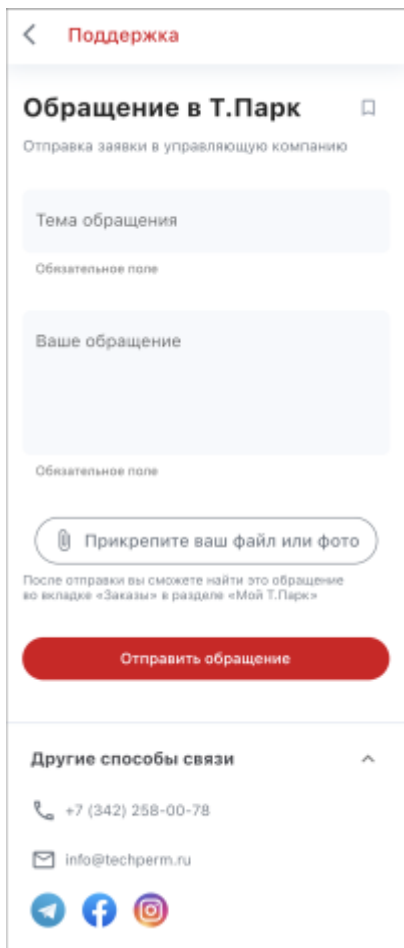 Поддержка
Обращение в Т.Парк
Отправка заявки в управляющую компанию
Тема обращения
Обязательное поле
Ваше обращение
Обязательное поле
Прикрепите ваш файл или фото
После отправки вы сможете найти это обращение
во вкладке «Заказы» в разделе «Мой Т.Парк»
Отправить обращение
Другие способы связи
+7 (342) 258-00-78
info@techperm.ru